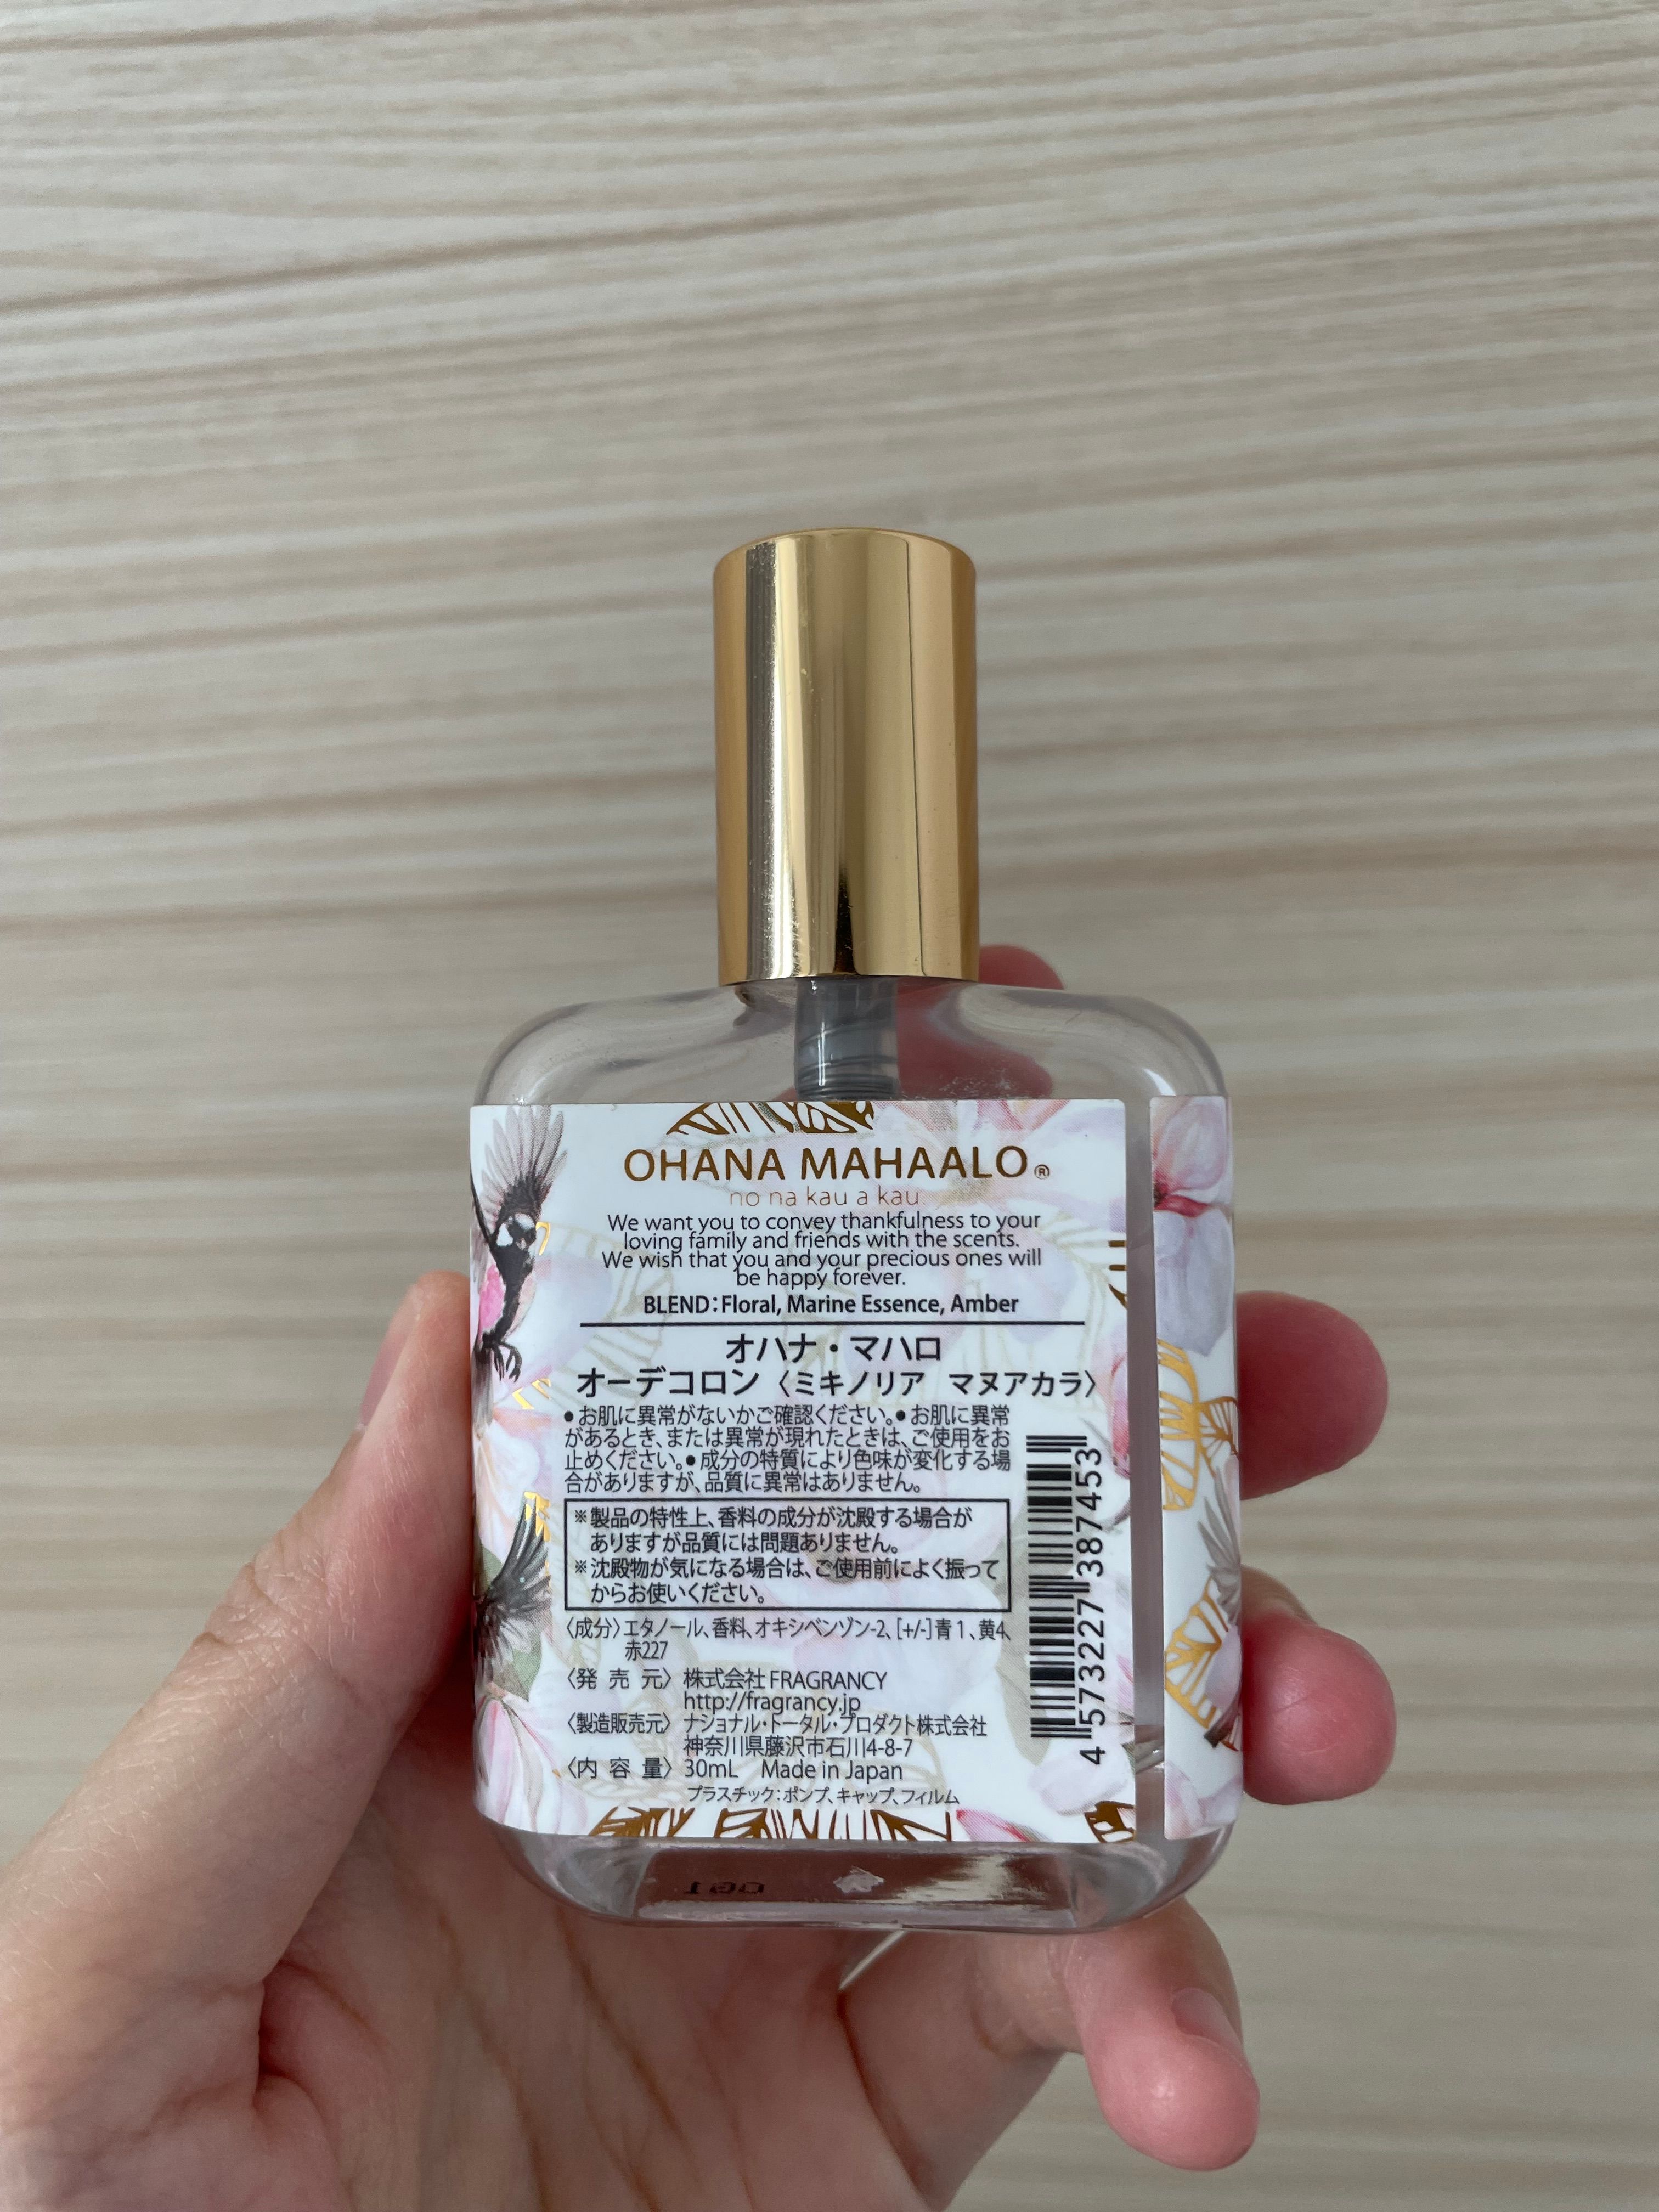 OHANA MAHAALO®
no na kau a kau.
We want you to convey thankfulness to your
loving family and friends with the scents.
We wish that you and your precious ones will
be happy forever.
BLEND:Floral, Marine Essence, Amber
オハナ・マハロ
オーデコロン〈ミキノリア　マヌアカラ〉
●お肌に異常がないかご確認ください。●お肌に異常
があるとき、または異常が現れたときは、ご使用をお
止めください。●成分の特質により色味が変化する場
合がありますが、品質に異常はありません。
※製品の特性上、香料の成分が沈殿する場合が
ありますが品質には問題ありません。
※沈殿物が気になる場合は、ご使用前によく振って
からお使いください。
〈成分〉エタノール、香料、オキシベンゾン-2、[+/-]青1、黄4、
赤227
〈発売元〉株式会社FRAGRANCY
http://fragrancy.jp
〈製造販売元〉ナショナル・トータル・プロダクト株式会社
神奈川県藤沢市石川4-8-7
〈内容量〉30mL　Made in Japan
プラスチック：ポンプ、キャップ、フィルム
4 573227 387453